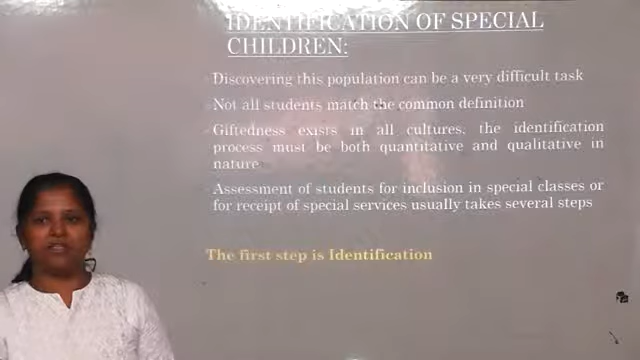 IDENTIFICATION OF SPECIAL
CHILDREN:
Discovering this population can be a very difficult task
Not all students match the common definition
Giftedness exists in all cultures, the identification
process must be both quantitative and qualitative in
nature
Assessment of students for inclusion in special classes or
for receipt of special services usually takes several steps
The first step is Identification